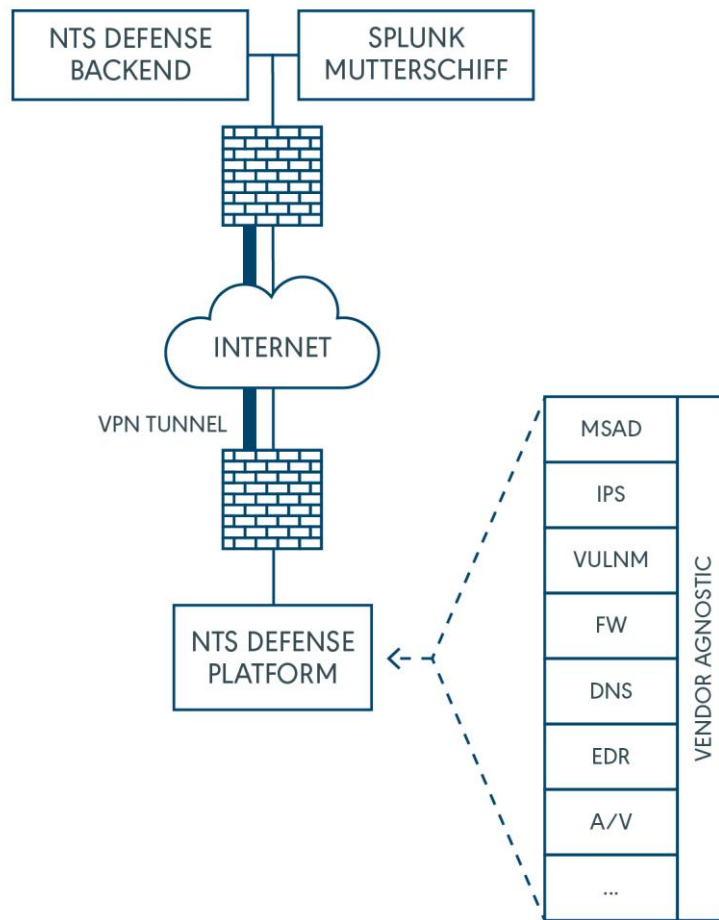 NTS DEFENSE
BACKEND
SPLUNK
MUTTERSCHIFF
INTERNET
VPN TUNNEL
NTS DEFENSE
PLATFORM
MSAD
IPS
VULNM
FW
DNS
EDR
A/V
...
VENDOR AGNOSTIC